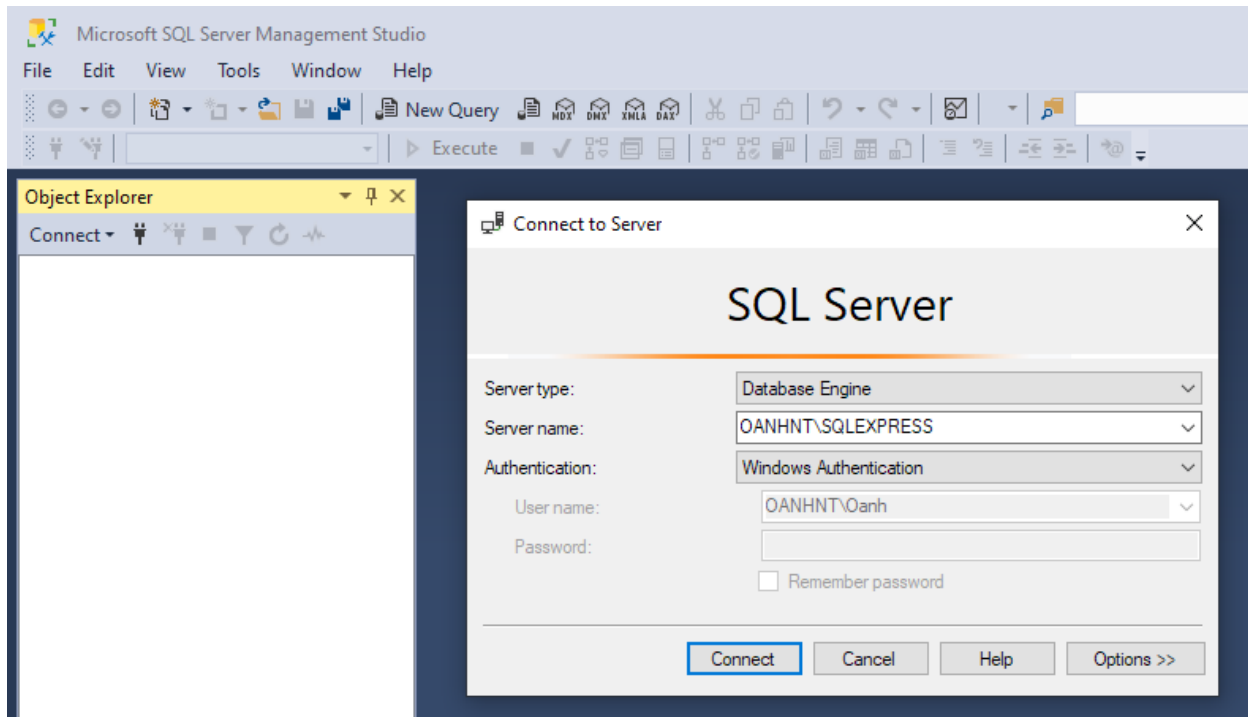 Microsoft SQL Server Management Studio
File Edit View Tools Window Help
New Query MDX DMX XMLA DAX
Execute
Object Explorer
Connect
Connect to Server
SQL Server
Server type: Database Engine
Server name: OANHNT\SQLEXPRESS
Authentication: Windows Authentication
User name: OANHNT\Oanh
Password:
Remember password
Connect Cancel Help Options >>